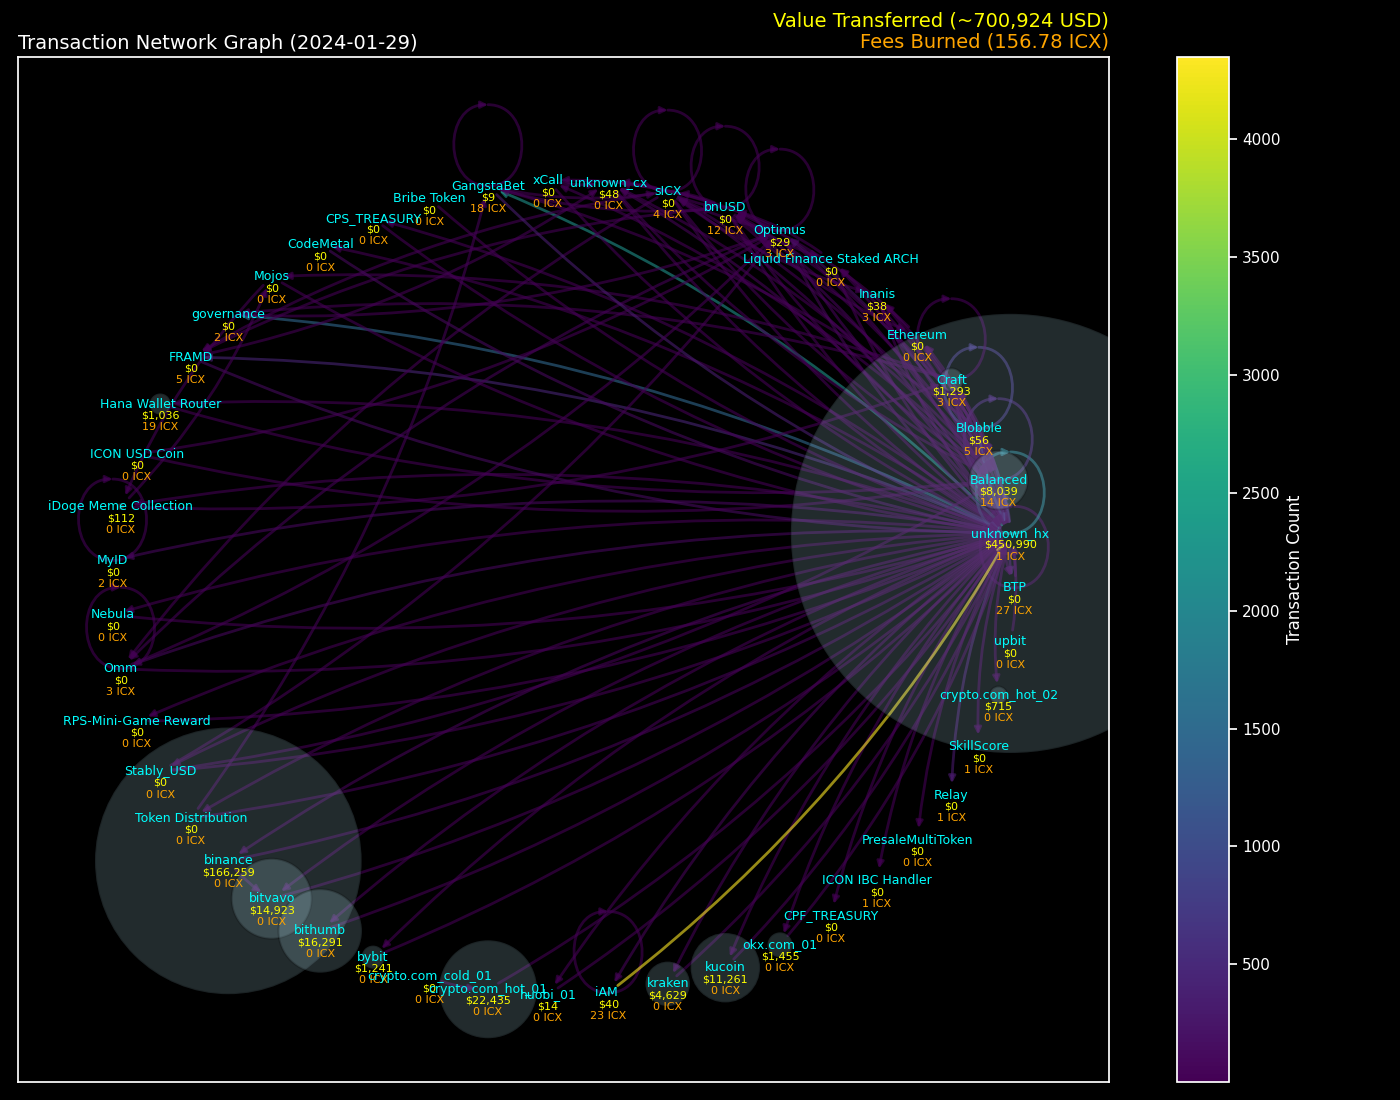 Value Transferred (~700,924 USD)
Transaction Network Graph (2024-01-29)
Fees Burned (156.78 ICX)
GangstaBet
$9
18 ICX
xCall
$0
0 ICX
unknown_cx
$48
0 ICX
sICX
$0
4 ICX
bnUSD
$0
12 ICX
Optimus
$29
3 ICX
Liquid Finance Staked ARCH
$0
0 ICX
Inanis
$38
3 ICX
Ethereum
$0
0 ICX
Craft
$1,293
3 ICX
Blobble
$56
5 ICX
Balanced
$8,039
14 ICX
unknown_hx
$450,990
1 ICX
BTP
$0
27 ICX
upbit
$0
0 ICX
crypto.com_hot_02
$715
0 ICX
SkillScore
$0
1 ICX
Relay
$0
1 ICX
PresaleMultiToken
$0
0 ICX
ICON IBC Handler
$0
1 ICX
CPF_TREASURY
$0
0 ICX
okx.com_01
$1,455
0 ICX
kucoin
$11,261
0 ICX
kraken
$4,629
0 ICX
iAM
$40
23 ICX
huobi_01
$14
0 ICX
crypto.com_hot_01
$22,435
0 ICX
crypto.com_cold_01
$0
0 ICX
bybit
$1,241
0 ICX
bithumb
$16,291
0 ICX
bitvavo
$14,923
0 ICX
binance
$166,259
0 ICX
Token Distribution
$0
0 ICX
Stably_USD
$0
0 ICX
RPS-Mini-Game Reward
$0
0 ICX
Omm
$0
3 ICX
Nebula
$0
0 ICX
MyID
$0
2 ICX
iDoge Meme Collection
$112
0 ICX
ICON USD Coin
$0
0 ICX
Hana Wallet Router
$1,036
19 ICX
FRAMD
$0
5 ICX
governance
$0
2 ICX
Mojos
$0
0 ICX
CodeMetal
$0
0 ICX
CPS_TREASURY
$0
0 ICX
Bribe Token
$0
0 ICX
4000
3500
3000
2500
2000
1500
1000
500
Transaction Count